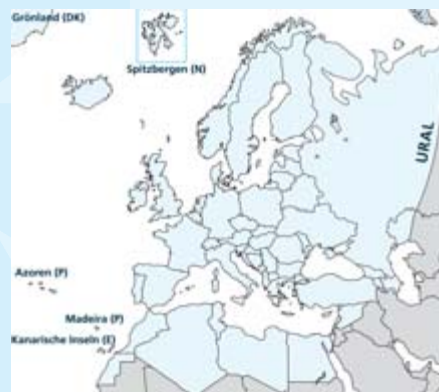 Grönland (DK)
Spitzbergen (N)
URAL
Azoren (P)
Madeira (P)
Kanarische Inseln (E)